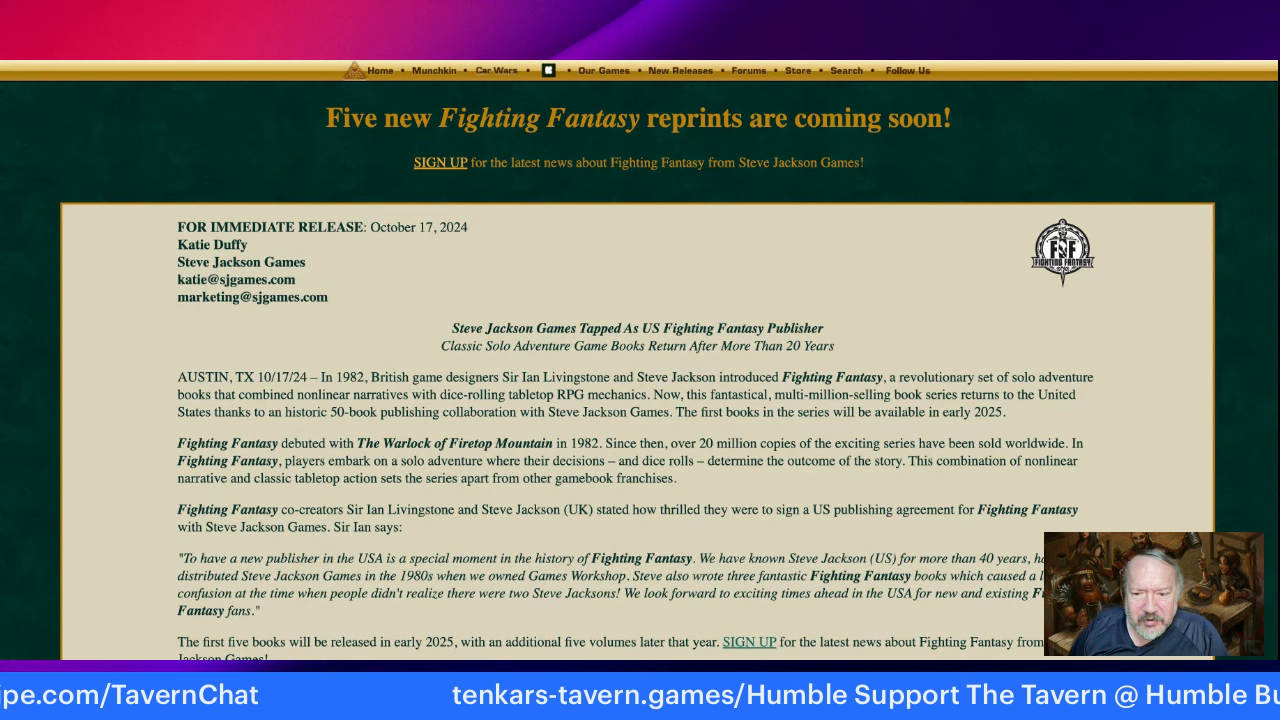 Home • Munchkin • Car Wars • • Our Games • New Releases • Forums • Store • Search • Follow Us
Five new Fighting Fantasy reprints are coming soon!
SIGN UP for the latest news about Fighting Fantasy from Steve Jackson Games!
FOR IMMEDIATE RELEASE: October 17, 2024
Katie Duffy
Steve Jackson Games
katie@sjgames.com
marketing@sjgames.com
FF
FIGHTING FANTASY
Steve Jackson Games Tapped As US Fighting Fantasy Publisher
Classic Solo Adventure Game Books Return After More Than 20 Years
AUSTIN, TX 10/17/24 – In 1982, British game designers Sir Ian Livingstone and Steve Jackson introduced Fighting Fantasy, a revolutionary set of solo adventure
books that combined nonlinear narratives with dice-rolling tabletop RPG mechanics. Now, this fantastical, multi-million-selling book series returns to the United
States thanks to an historic 50-book publishing collaboration with Steve Jackson Games. The first books in the series will be available in early 2025.
Fighting Fantasy debuted with The Warlock of Firetop Mountain in 1982. Since then, over 20 million copies of the exciting series have been sold worldwide. In
Fighting Fantasy, players embark on a solo adventure where their decisions – and dice rolls – determine the outcome of the story. This combination of nonlinear
narrative and classic tabletop action sets the series apart from other gamebook franchises.
Fighting Fantasy co-creators Sir Ian Livingstone and Steve Jackson (UK) stated how thrilled they were to sign a US publishing agreement for Fighting Fantasy
with Steve Jackson Games. Sir Ian says:
"To have a new publisher in the USA is a special moment in the history of Fighting Fantasy. We have known Steve Jackson (US) for more than 40 years,
distributed Steve Jackson Games in the 1980s when we owned Games Workshop. Steve also wrote three fantastic Fighting Fantasy books which caused a
confusion at the time when people didn't realize there were two Steve Jacksons! We look forward to exciting times ahead in the USA for new and existing
Fantasy fans."
The first five books will be released in early 2025, with an additional five volumes later that year. SIGN UP for the latest news about Fighting Fantasy from
Jackson Games!
ipe.com/TavernChat tenkars-tavern.games/Humble Support The Tavern @ Humble Bu